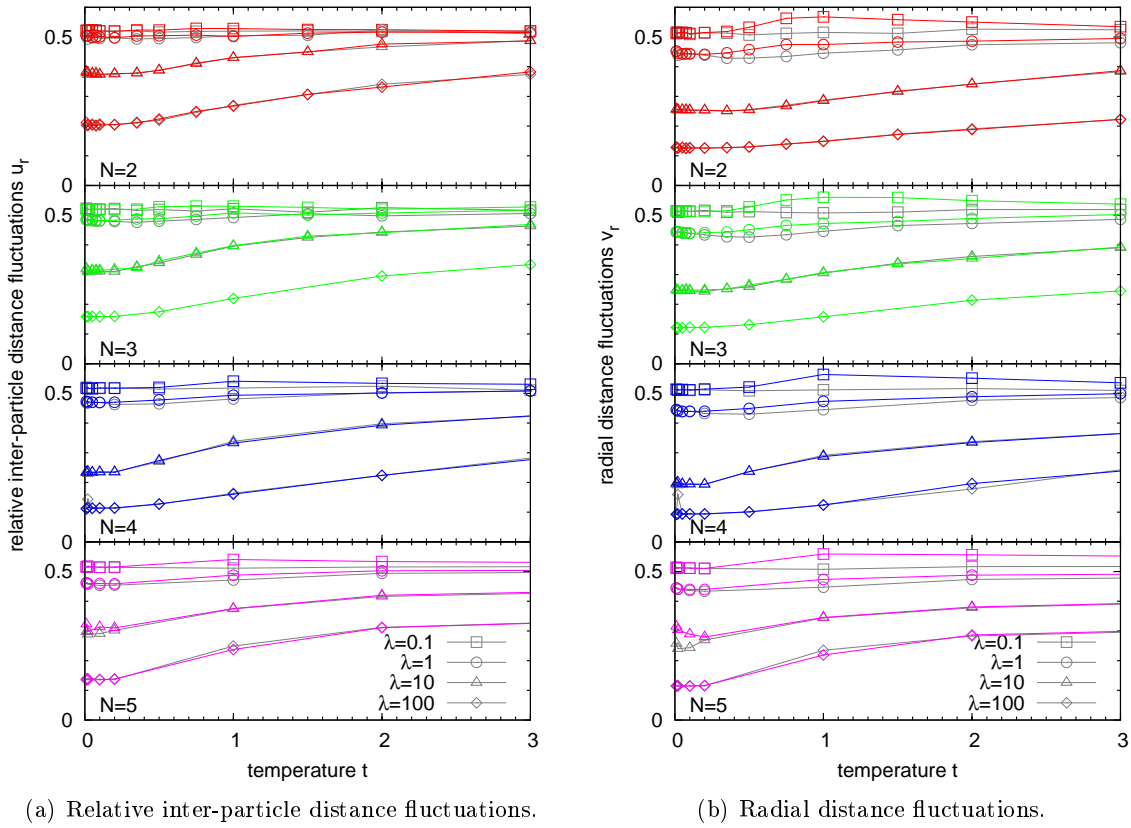 relative inter-particle distance fluctuations u_r
0.5
N=2
0
0.5
N=3
0
0.5
N=4
0
0.5
λ=0.1
λ=1
λ=10
λ=100
N=5
0
0 1 2 3
temperature t
(a) Relative inter-particle distance fluctuations.
radial distance fluctuations v_r
0.5
N=2
0
0.5
N=3
0
0.5
N=4
0
0.5
λ=0.1
λ=1
λ=10
λ=100
N=5
0
0 1 2 3
temperature t
(b) Radial distance fluctuations.